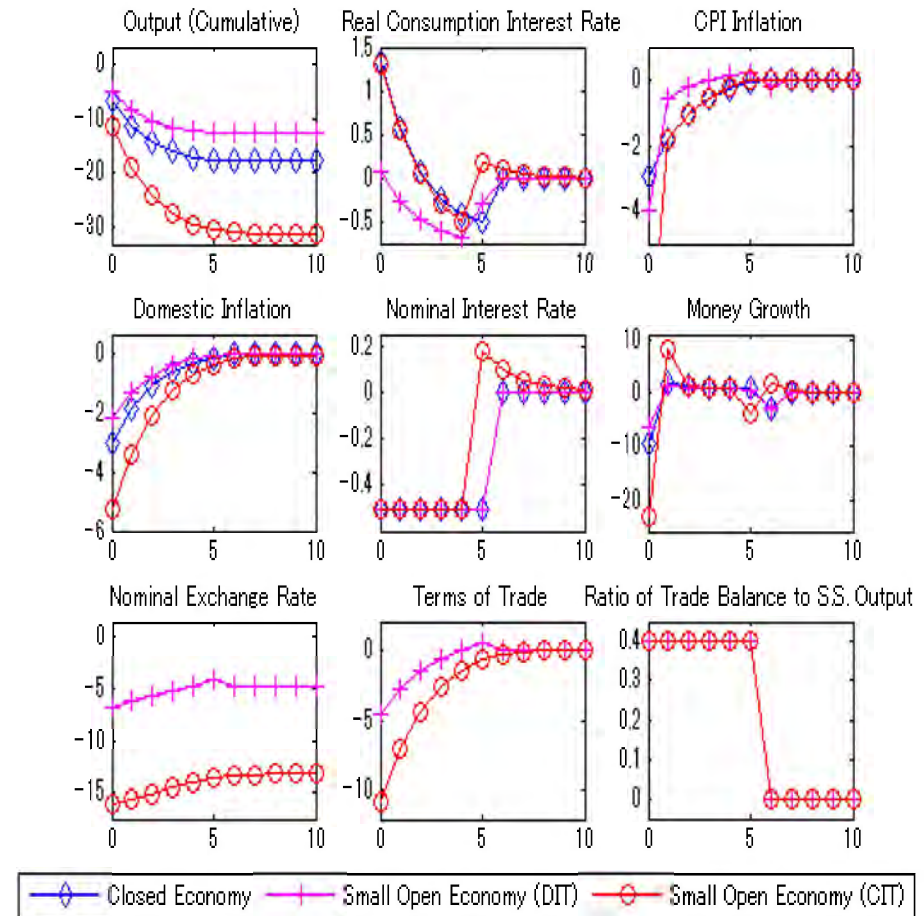 Output (Cumulative)
0
-10
-20
-30
0 5 10
Real Consumption Interest Rate
1.5
1
0.5
0
-0.5
0 5 10
CPI Inflation
0
-2
-4
0 5 10
Domestic Inflation
0
-2
-4
-6
0 5 10
Nominal Interest Rate
0.2
0
-0.2
-0.4
0 5 10
Money Growth
10
0
-10
-20
0 5 10
Nominal Exchange Rate
0
-5
-10
-15
0 5 10
Terms of Trade
0
-5
-10
0 5 10
Ratio of Trade Balance to S.S. Output
0.4
0.3
0.2
0.1
0
0 5 10
Closed Economy Small Open Economy (DIT) Small Open Economy (CIT)